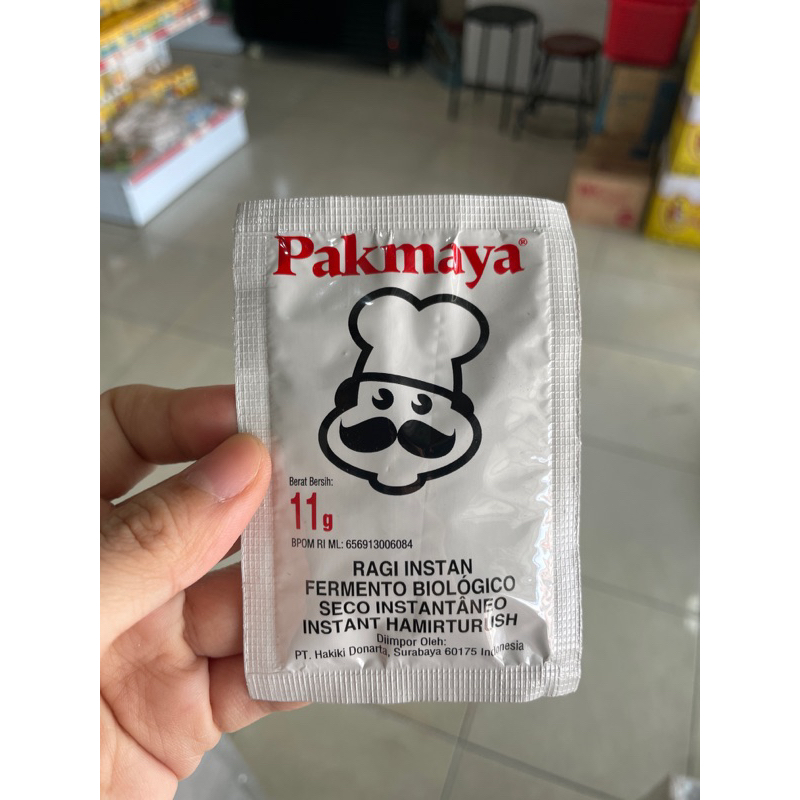 Pakmaya®
Berat Bersih:
11g
BPOM RI ML: 656913006084
RAGI INSTAN
FERMENTO BIOLÓGICO
SECO INSTANTÂNEO
INSTANT HAMIRTURUSH
Diimpor Oleh:
PT. Hakiki Donarta, Surabaya 60175 Indonesia